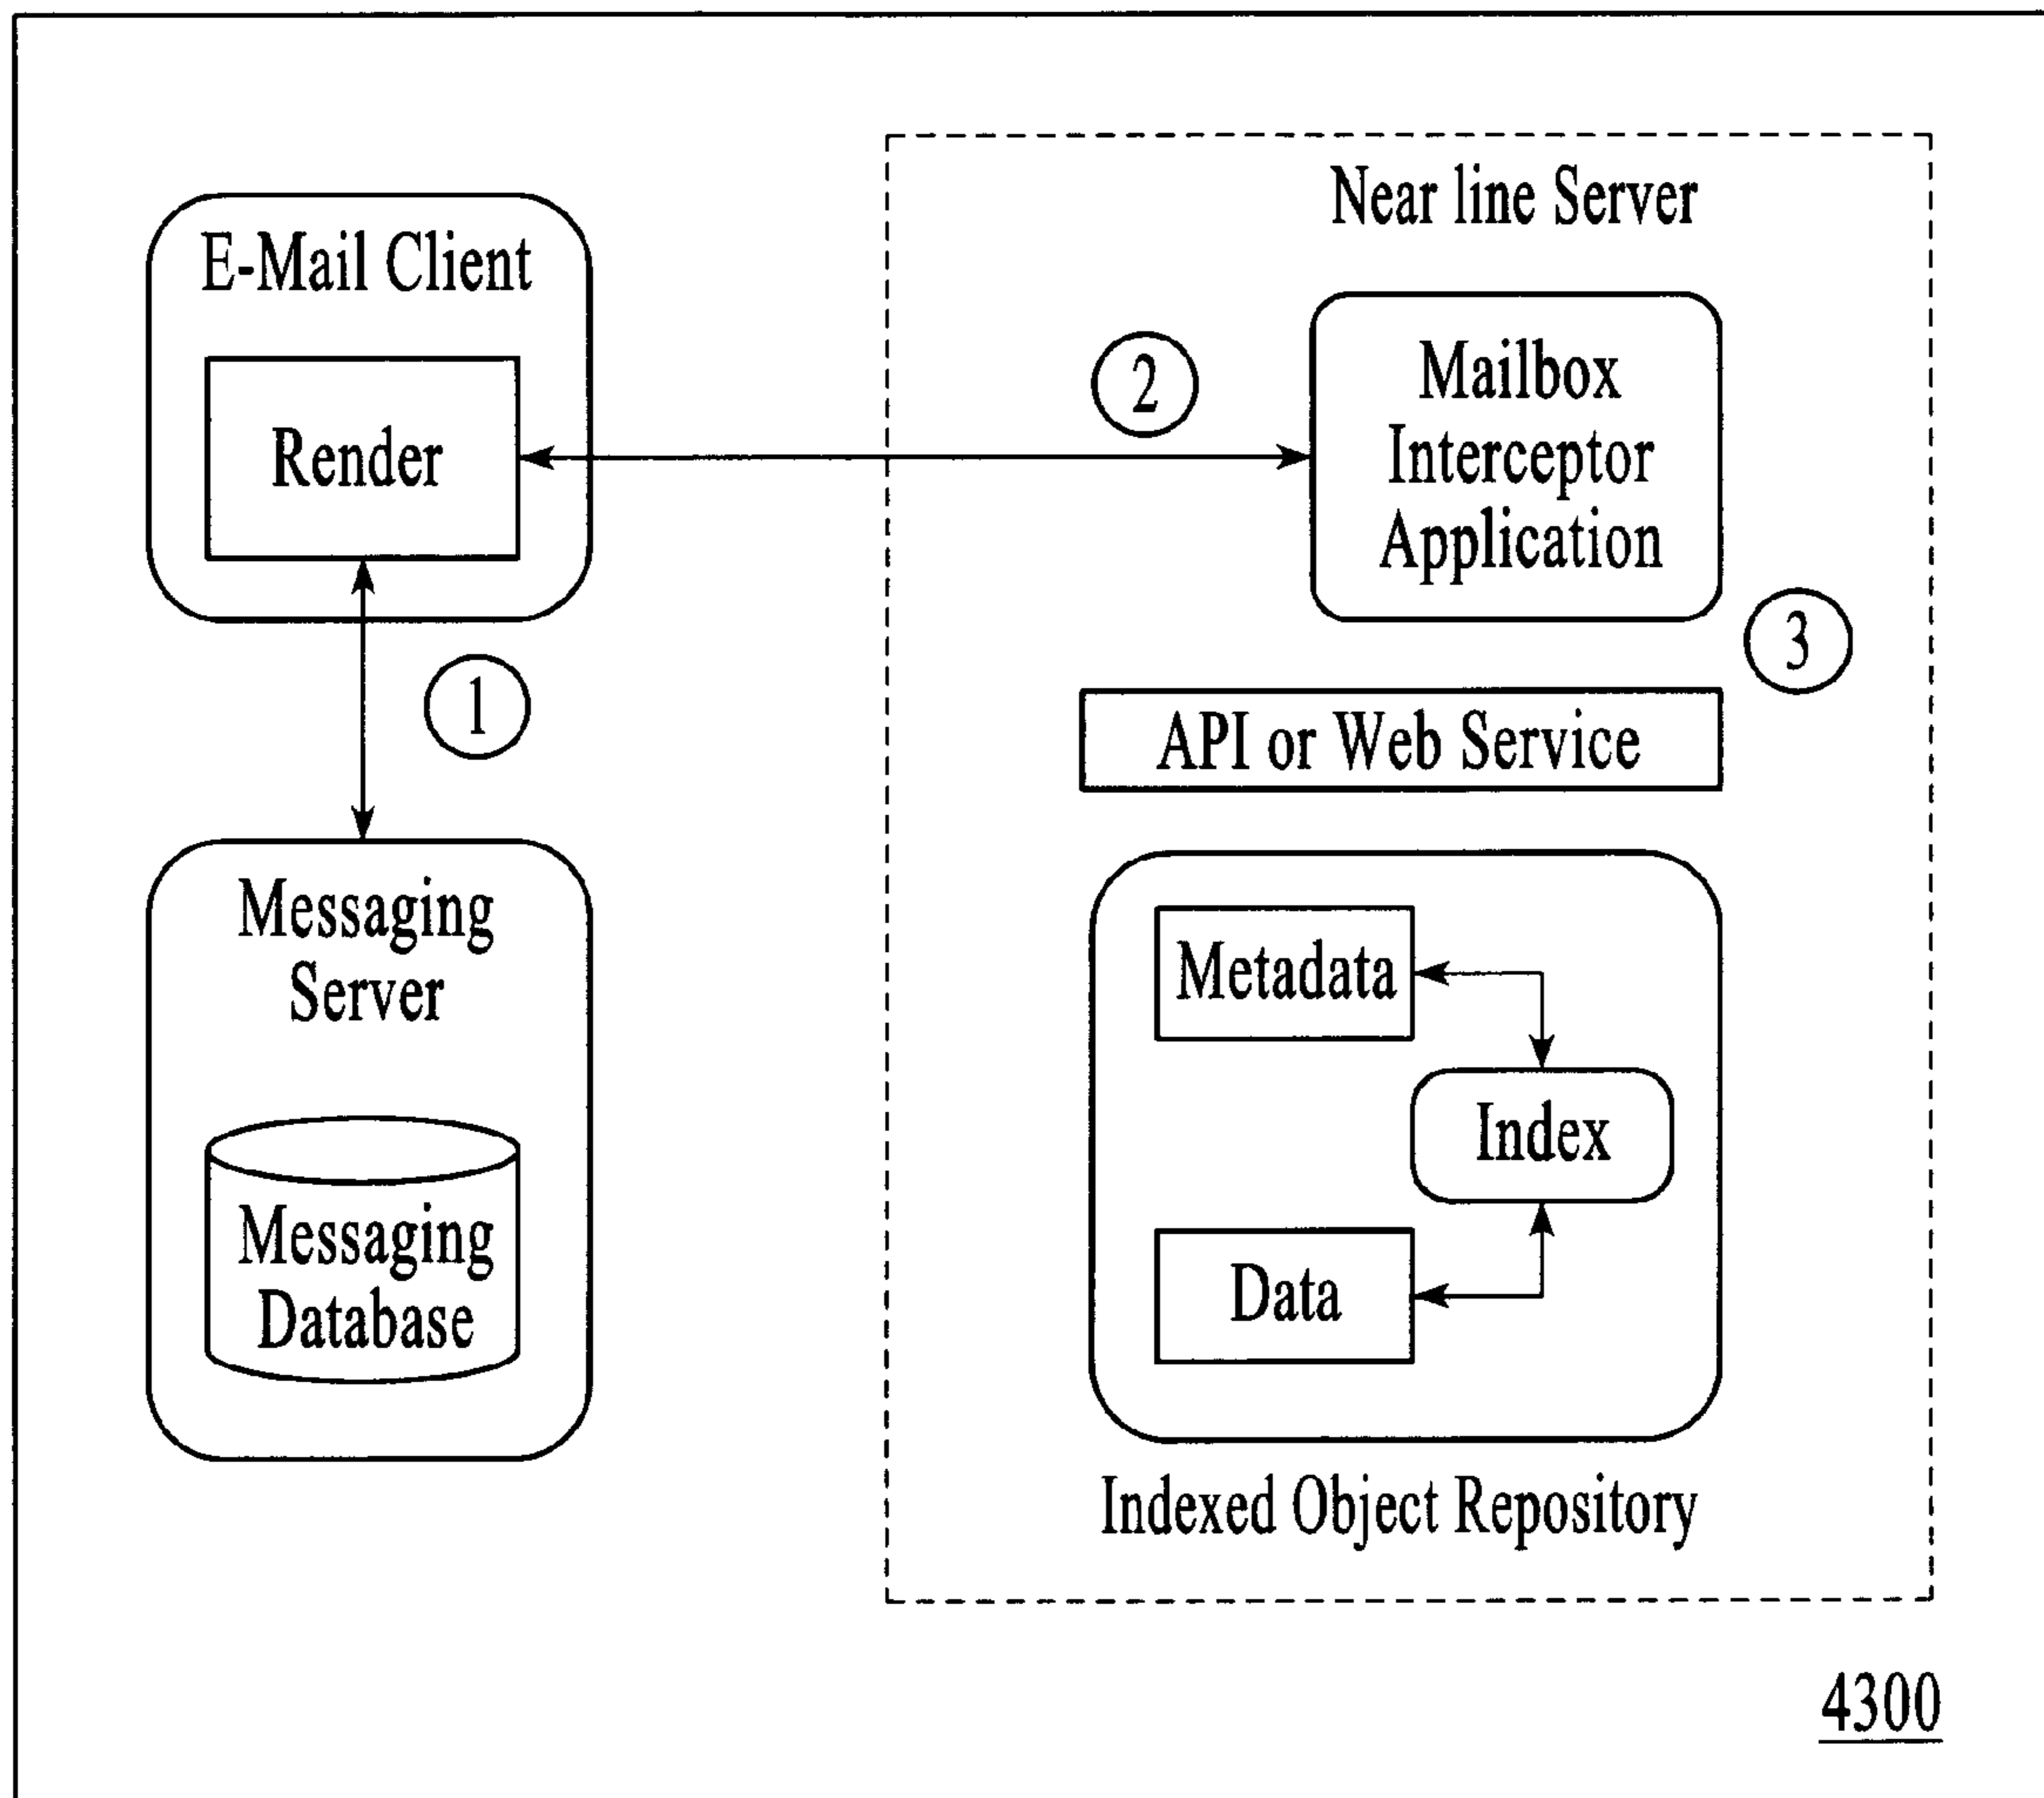 Near line Server
E-Mail Client
Render
2
Mailbox
Interceptor
Application
3
1
API or Web Service
Messaging
Server
Messaging
Database
Metadata
Index
Data
Indexed Object Repository
4300